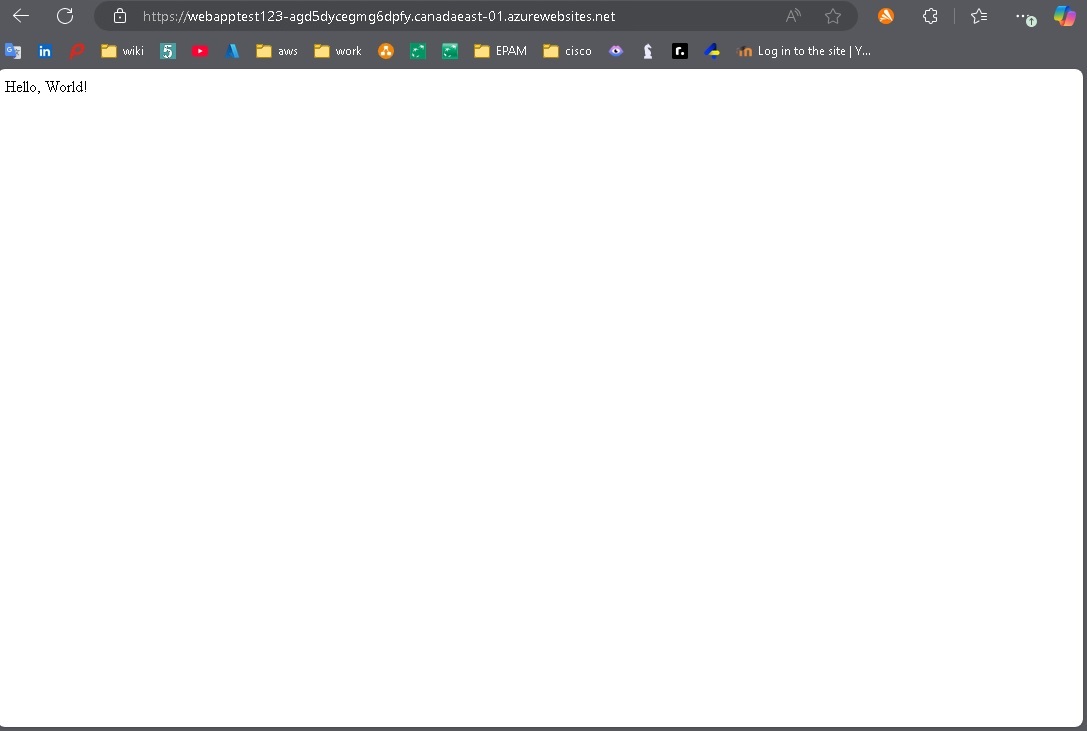 https://webapptest123-agd5dycegmg6dpfy.canadaeast-01.azurewebsites.net
wiki 5 aws work EPAM cisco r. Log in to the site | Y...
Hello, World!